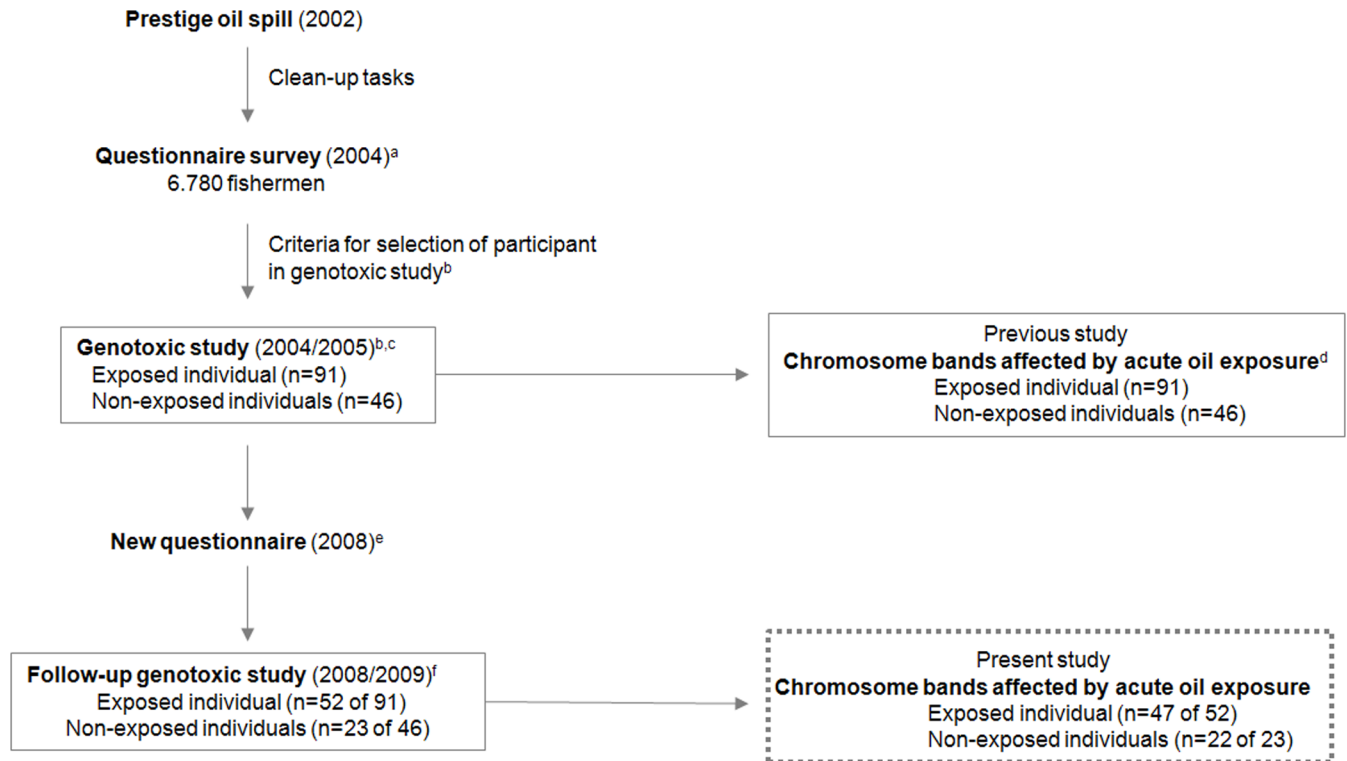 Prestige oil spill (2002)
Clean-up tasks
Questionnaire survey (2004)a
6.780 fishermen
Criteria for selection of participant
in genotoxic studyb
Genotoxic study (2004/2005)b,c
Exposed individual (n=91)
Non-exposed individuals (n=46)
Previous study
Chromosome bands affected by acute oil exposured
Exposed individual (n=91)
Non-exposed individuals (n=46)
New questionnaire (2008)e
Follow-up genotoxic study (2008/2009)f
Exposed individual (n=52 of 91)
Non-exposed individuals (n=23 of 46)
Present study
Chromosome bands affected by acute oil exposure
Exposed individual (n=47 of 52)
Non-exposed individuals (n=22 of 23)